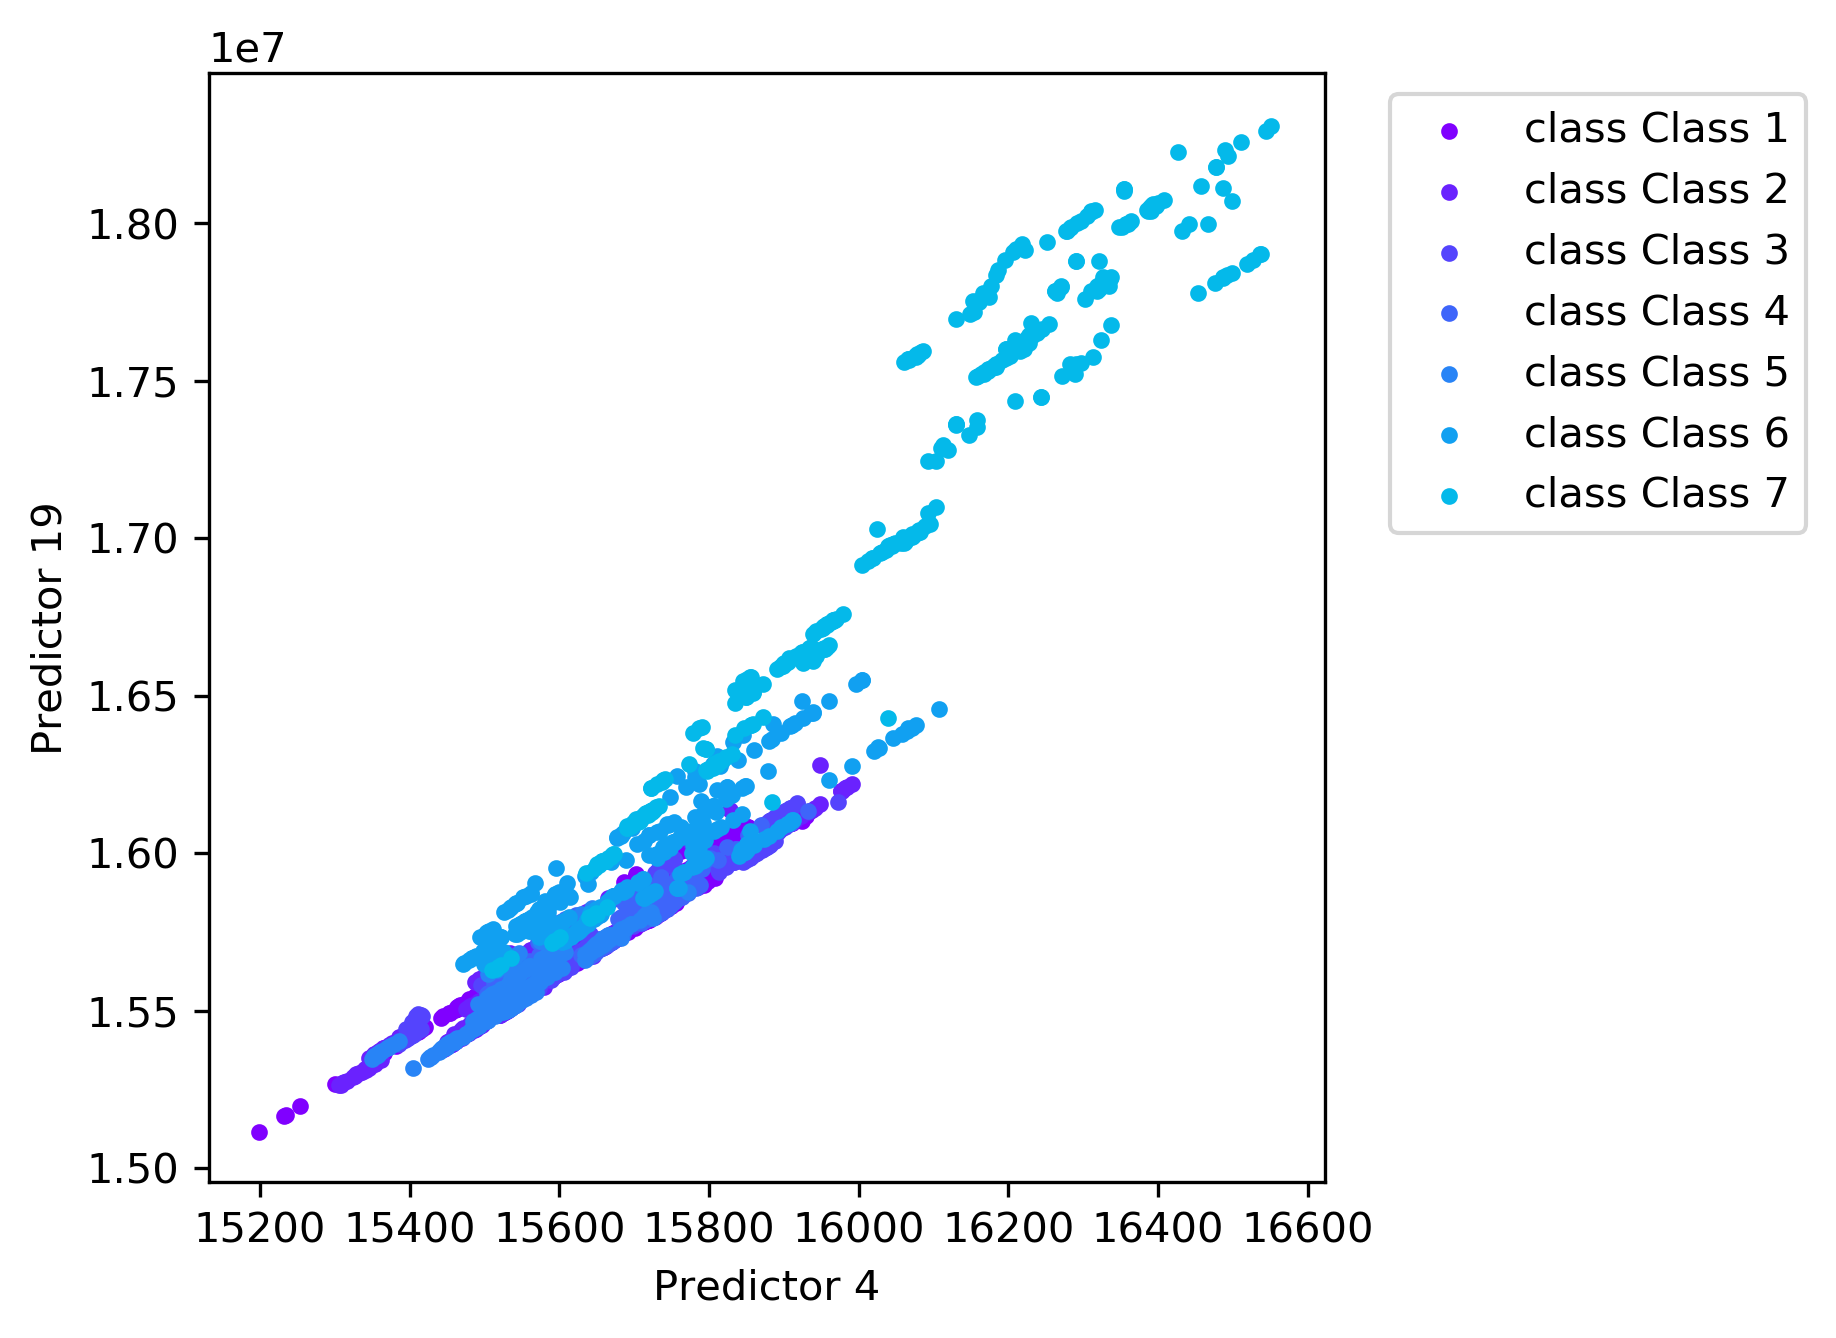 1e7
1.80
1.75
1.70
1.65
1.60
1.55
1.50
Predictor 19
15200 15400 15600 15800 16000 16200 16400 16600
Predictor 4
class Class 1
class Class 2
class Class 3
class Class 4
class Class 5
class Class 6
class Class 7